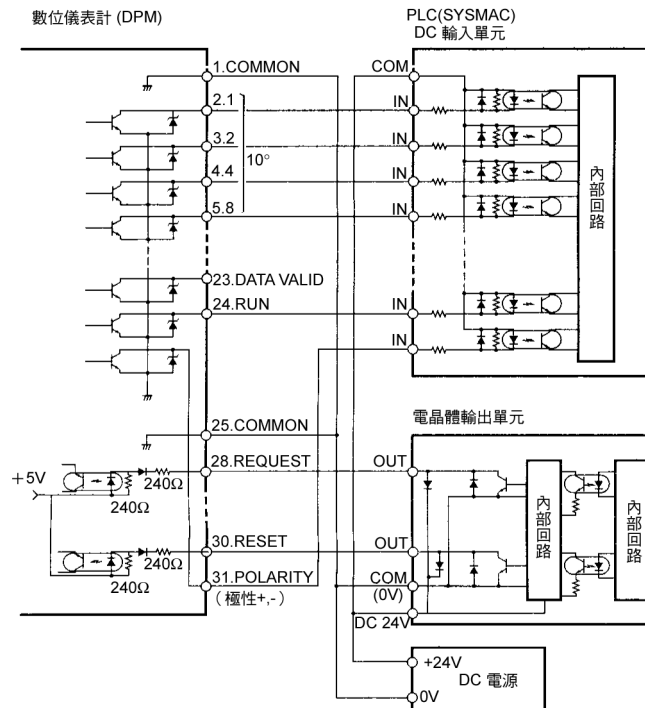 數位儀表計 (DPM)
PLC(SYSMAC)
DC 輸入單元
1.COMMON
COM
2.1
IN
3.2
IN
10°
4.4
IN
5.8
IN
內部回路
23.DATA VALID
24.RUN
IN
IN
25.COMMON
電晶體輸出單元
28.REQUEST
OUT
+5V
240Ω
240Ω
內部回路
內部回路
30.RESET
OUT
240Ω
240Ω
31.POLARITY
(極性+,-)
COM
(0V)
DC 24V
+24V
DC 電源
0V